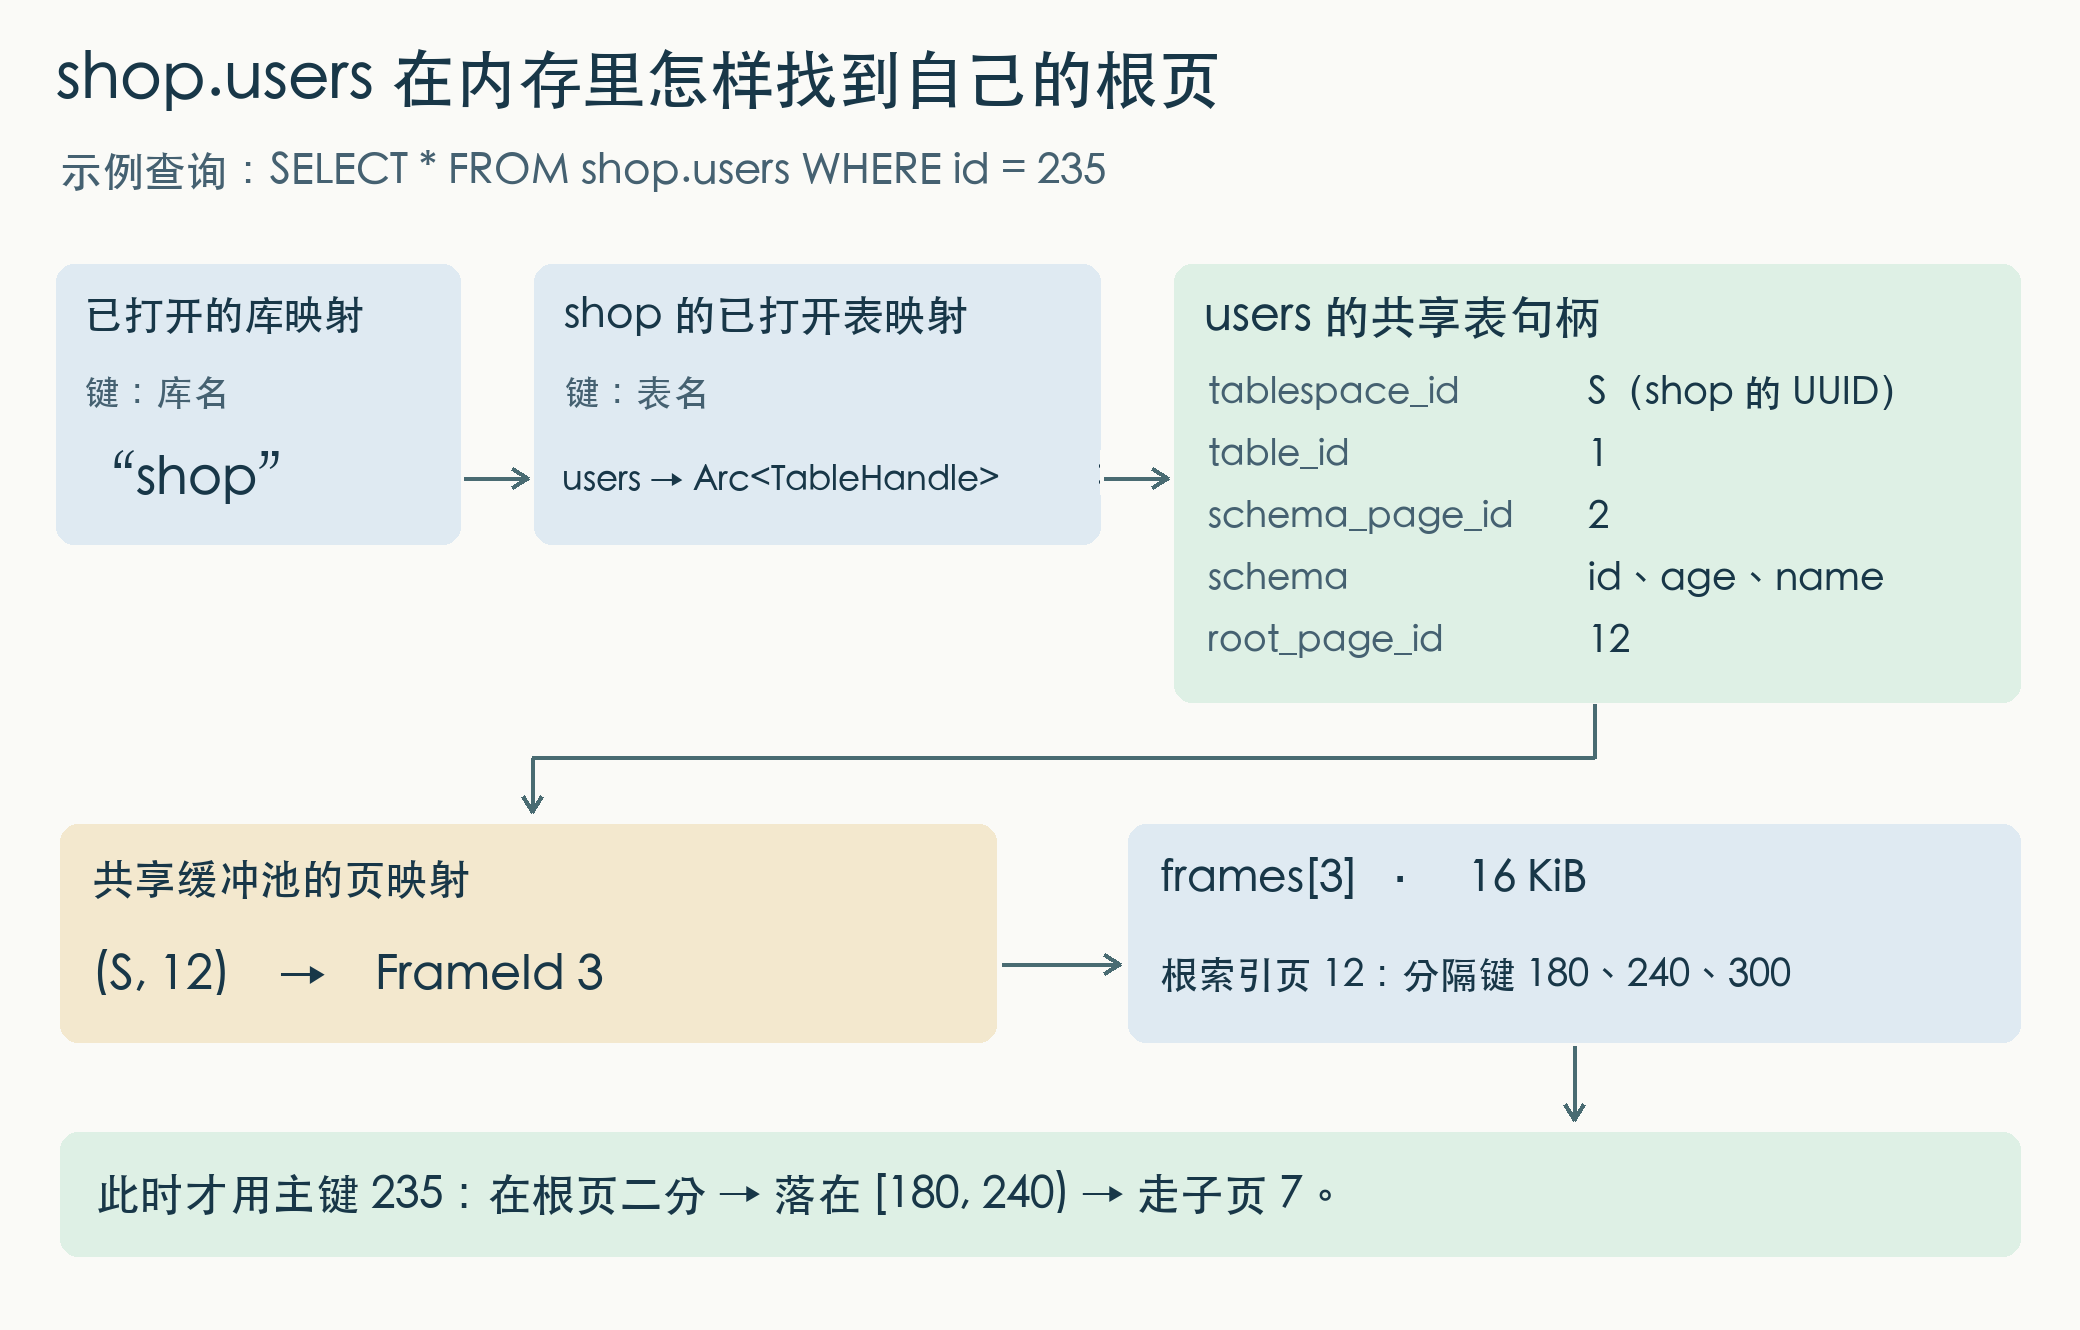 shop.users 在内存里怎样找到自己的根页
示例查询：SELECT * FROM shop.users WHERE id = 235
已打开的库映射
键：库名
“shop”
shop 的已打开表映射
键：表名
users → Arc<TableHandle>
users 的共享表句柄
tablespace_id S（shop 的 UUID）
table_id 1
schema_page_id 2
schema id、age、name
root_page_id 12
共享缓冲池的页映射
(S, 12) → FrameId 3
frames[3] · 16 KiB
根索引页 12：分隔键 180、240、300
此时才用主键 235：在根页二分 → 落在 [180, 240) → 走子页 7。